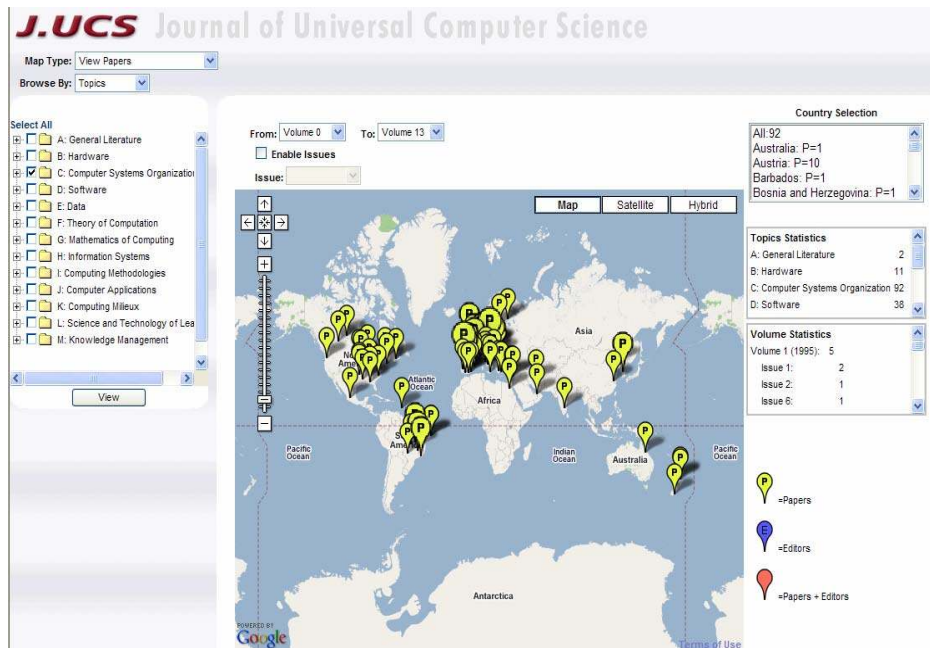 J.UCS Journal of Universal Computer Science
Map Type: View Papers
Browse By: Topics
Select All
A: General Literature
B: Hardware
C: Computer Systems Organization
D: Software
E: Data
F: Theory of Computation
G: Mathematics of Computing
H: Information Systems
I: Computing Methodologies
J: Computer Applications
K: Computing Milieux
L: Science and Technology of Lea
M: Knowledge Management
View
From: Volume 0 To: Volume 13
Enable Issues
Issue:
Map Satellite Hybrid
Asia
Atlantic
Ocean
Africa
Pacific
Ocean
Indian
Ocean
Australia
Pacific
Ocean
Antarctica
POWERED BY
Google
Terms of Use
Country Selection
All:92
Australia: P=1
Austria: P=10
Barbados: P=1
Bosnia and Herzegovina: P=1
Topics Statistics
A: General Literature 2
B: Hardware 11
C: Computer Systems Organization 92
D: Software 38
Volume Statistics
Volume 1 (1995): 5
Issue 1: 2
Issue 2: 1
Issue 6: 1
P =Papers
E =Editors
=Papers + Editors